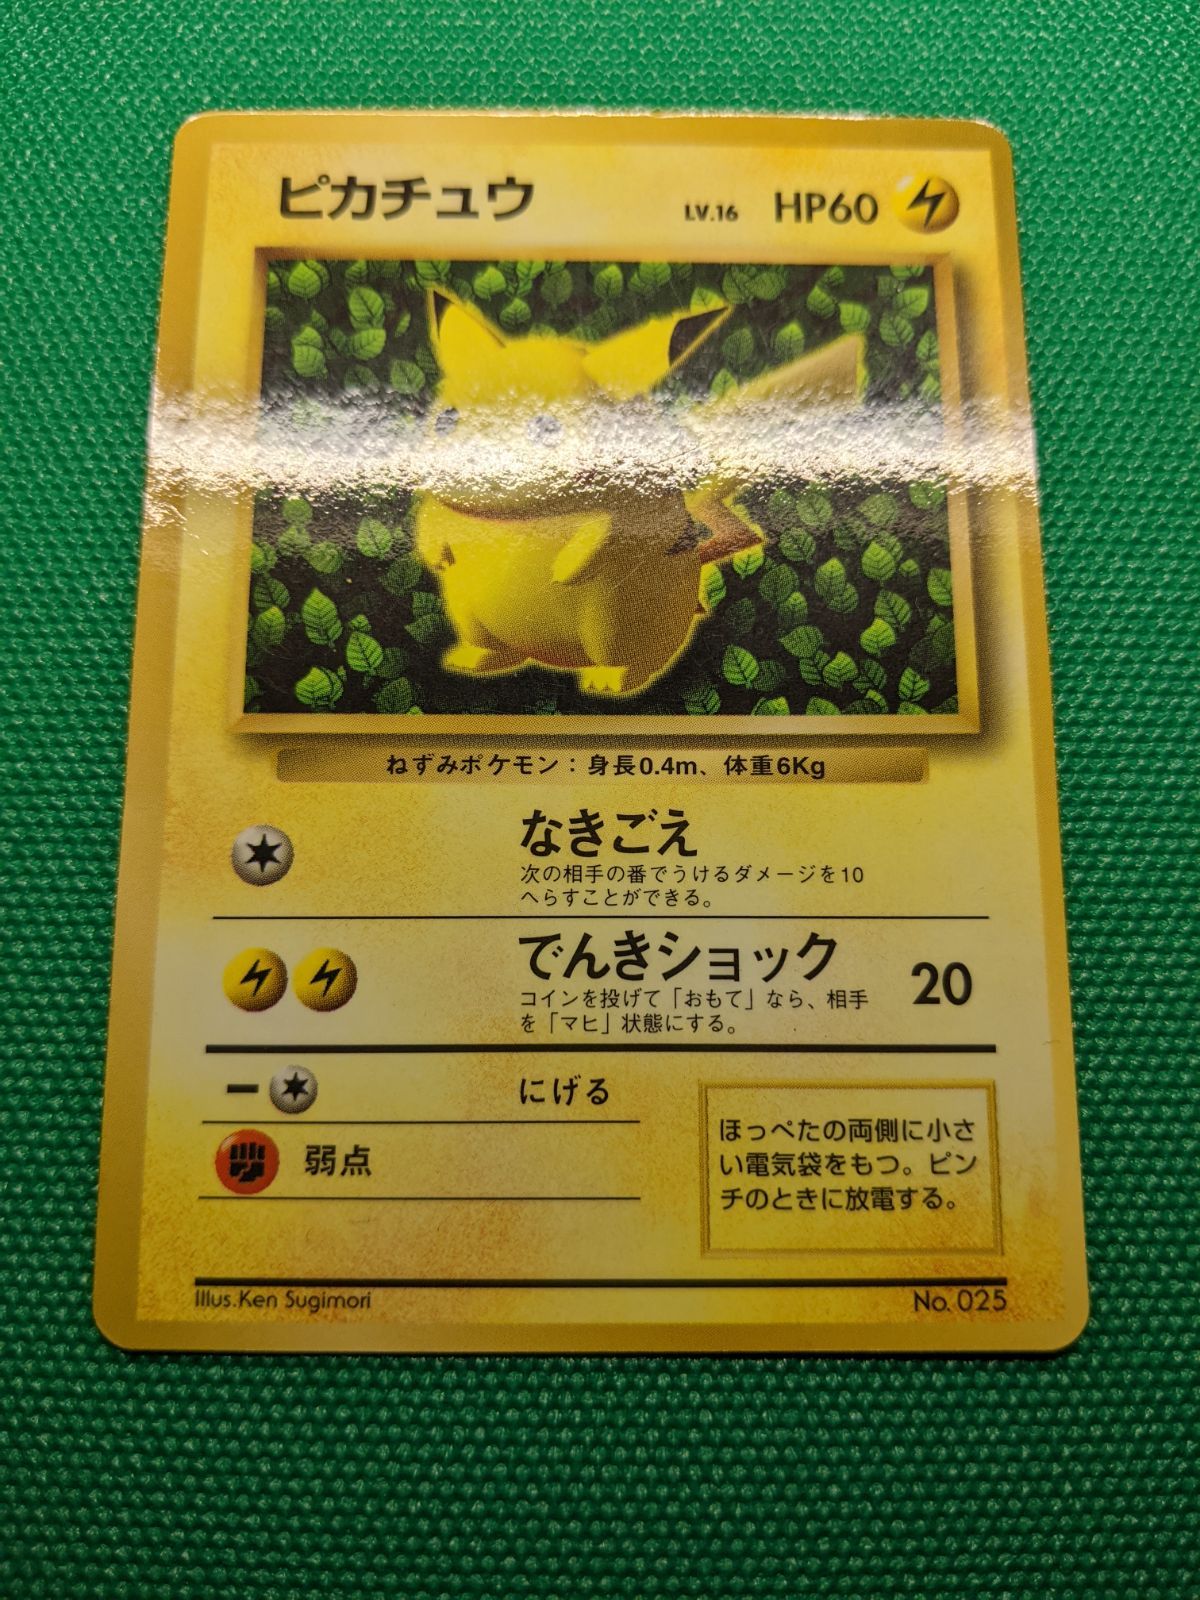 ピカチュウ LV.16 HP60
ねずみポケモン：身長0.4m、体重6Kg
なきごえ
次の相手の番でうけるダメージを10
へらすことができる。
でんきショック 20
コインを投げて「おもて」なら、相手
を「マヒ」状態にする。
ー にげる
弱点
ほっぺたの両側に小さ
い電気袋をもつ。ピン
チのときに放電する。
Illus.Ken Sugimori No. 025